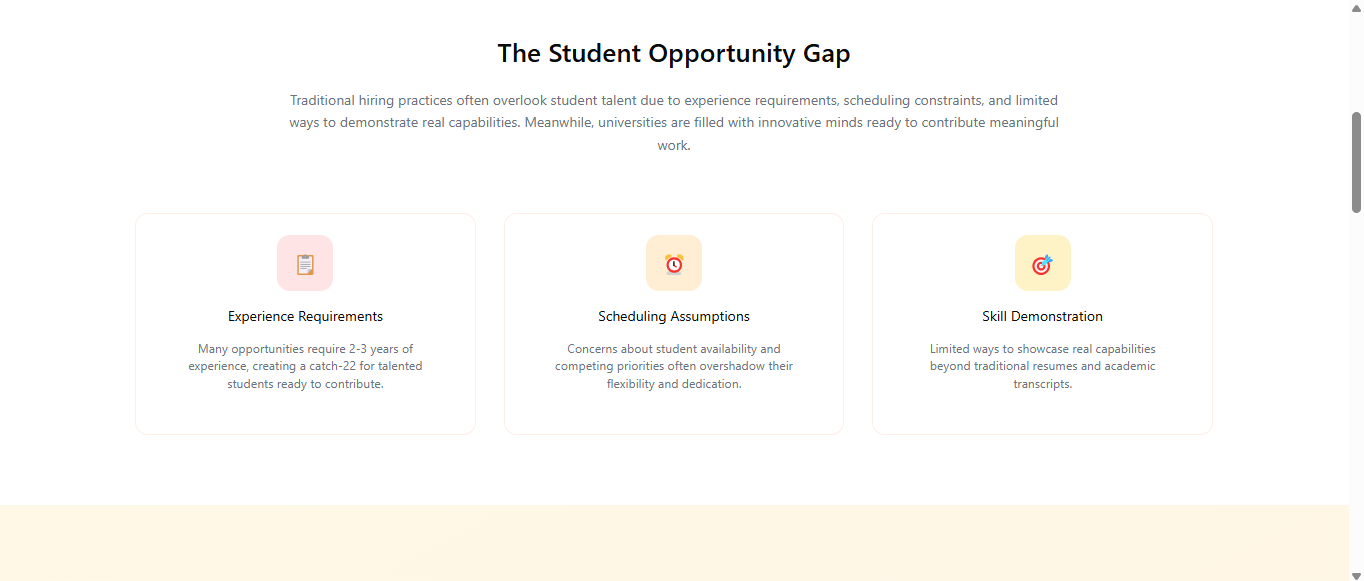 The Student Opportunity Gap
Traditional hiring practices often overlook student talent due to experience requirements, scheduling constraints, and limited
ways to demonstrate real capabilities. Meanwhile, universities are filled with innovative minds ready to contribute meaningful
work.
Experience Requirements
Many opportunities require 2-3 years of
experience, creating a catch-22 for talented
students ready to contribute.
Scheduling Assumptions
Concerns about student availability and
competing priorities often overshadow their
flexibility and dedication.
Skill Demonstration
Limited ways to showcase real capabilities
beyond traditional resumes and academic
transcripts.